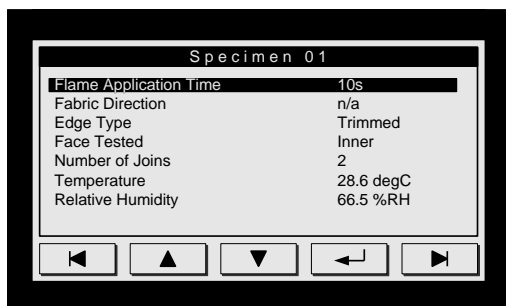 Specimen 01
Flame Application Time 10s
Fabric Direction n/a
Edge Type Trimmed
Face Tested Inner
Number of Joins 2
Temperature 28.6 degC
Relative Humidity 66.5 %RH